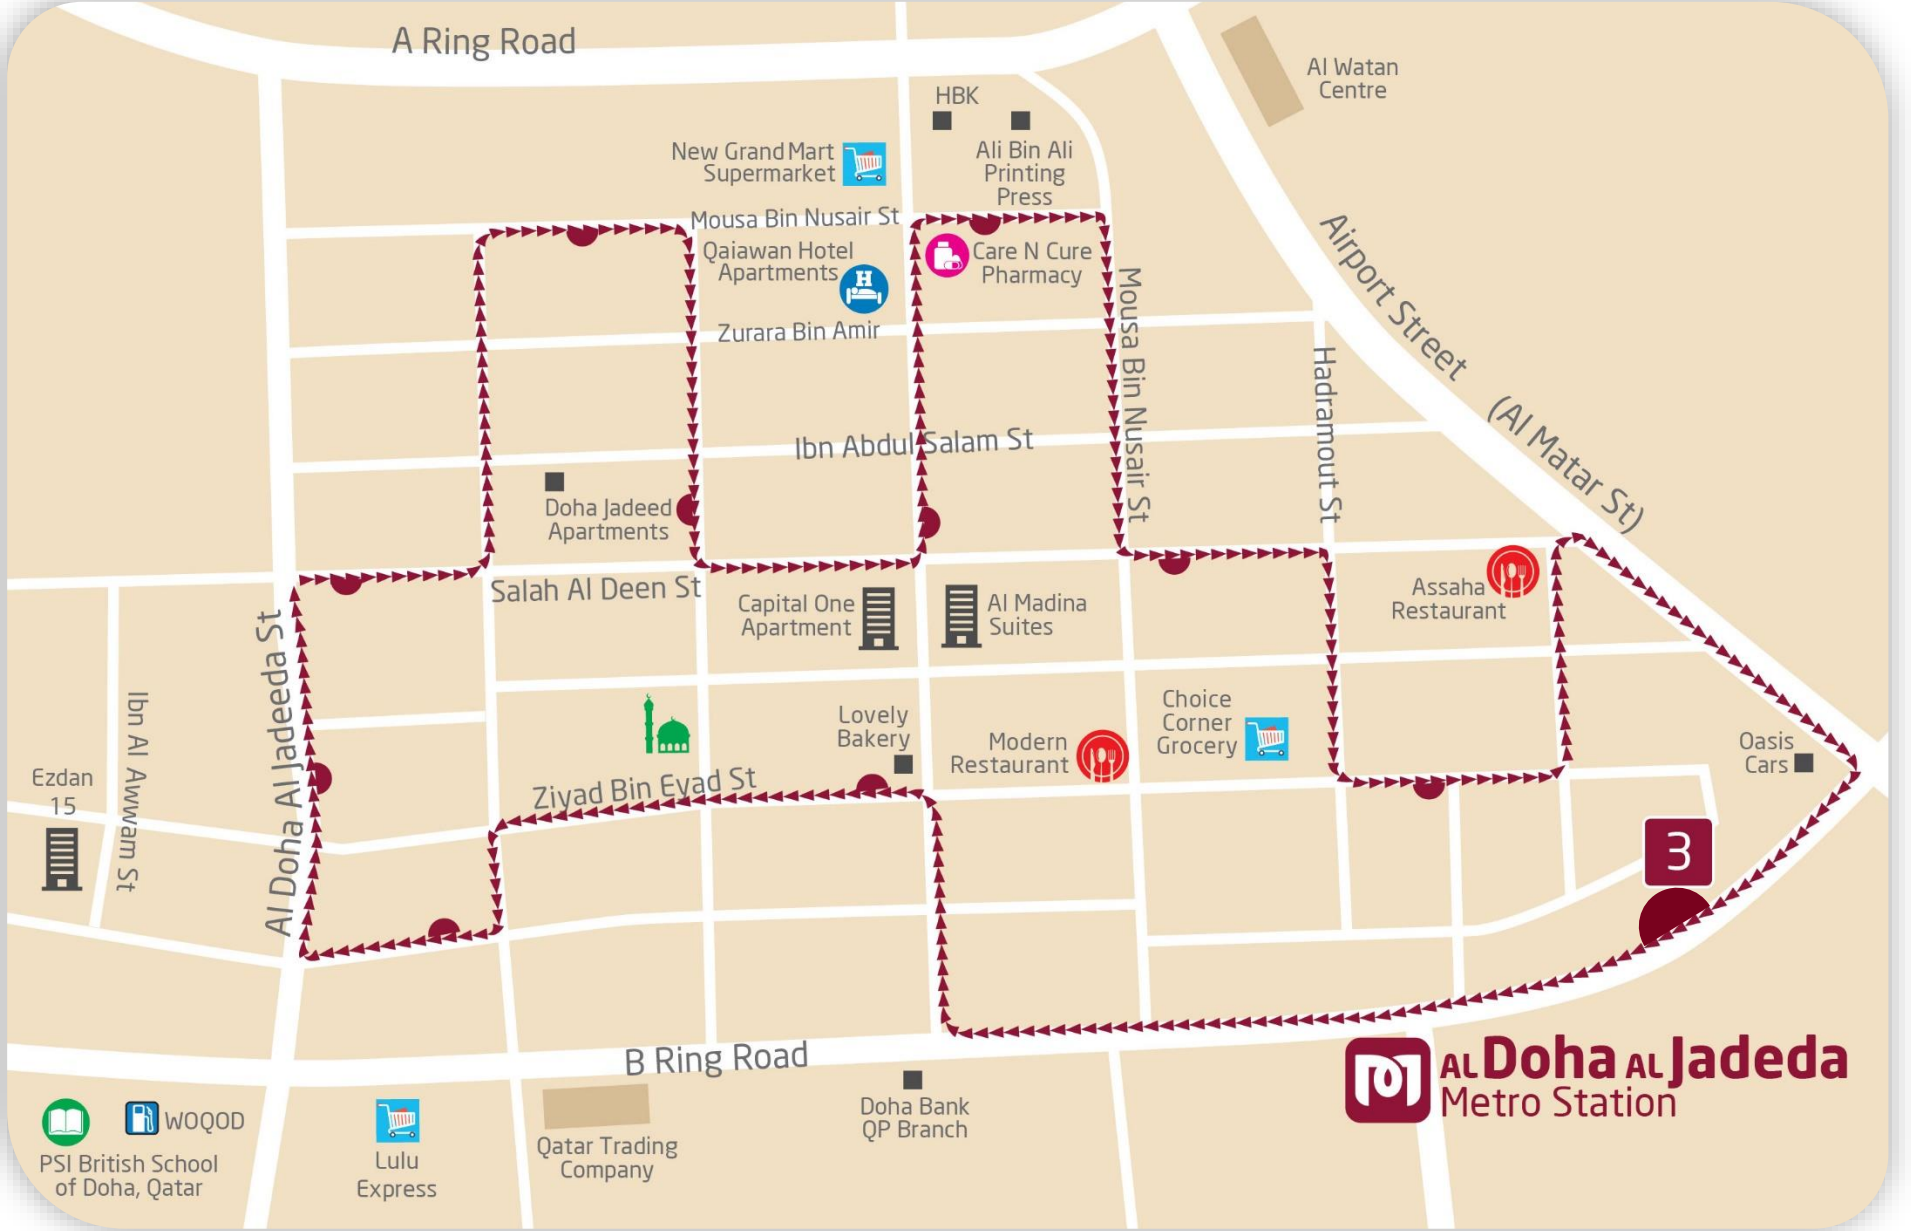 A Ring Road
Al Watan
Centre
HBK
New Grand Mart
Supermarket
Ali Bin Ali
Printing
Press
Mousa Bin Nusair St
Qaiawan Hotel
Apartments
H
Care N Cure
Pharmacy
Airport Street (Al Matar St)
Zurara Bin Amir
Mousa Bin Nusair St
Hadramout St
Ibn Abdul Salam St
Doha Jadeed
Apartments
Salah Al Deen St
Capital One
Apartment
Al Madina
Suites
Assaha
Restaurant
Al Doha Al Jadeeda St
Ibn Al Awwam St
Lovely
Bakery
Choice
Corner
Grocery
Modern
Restaurant
Oasis
Cars
Ezdan
15
Ziyad Bin Eyad St
3
B Ring Road
AL Doha AL Jadeda
Metro Station
WOQOD
PSI British School
of Doha, Qatar
Lulu
Express
Qatar Trading
Company
Doha Bank
QP Branch